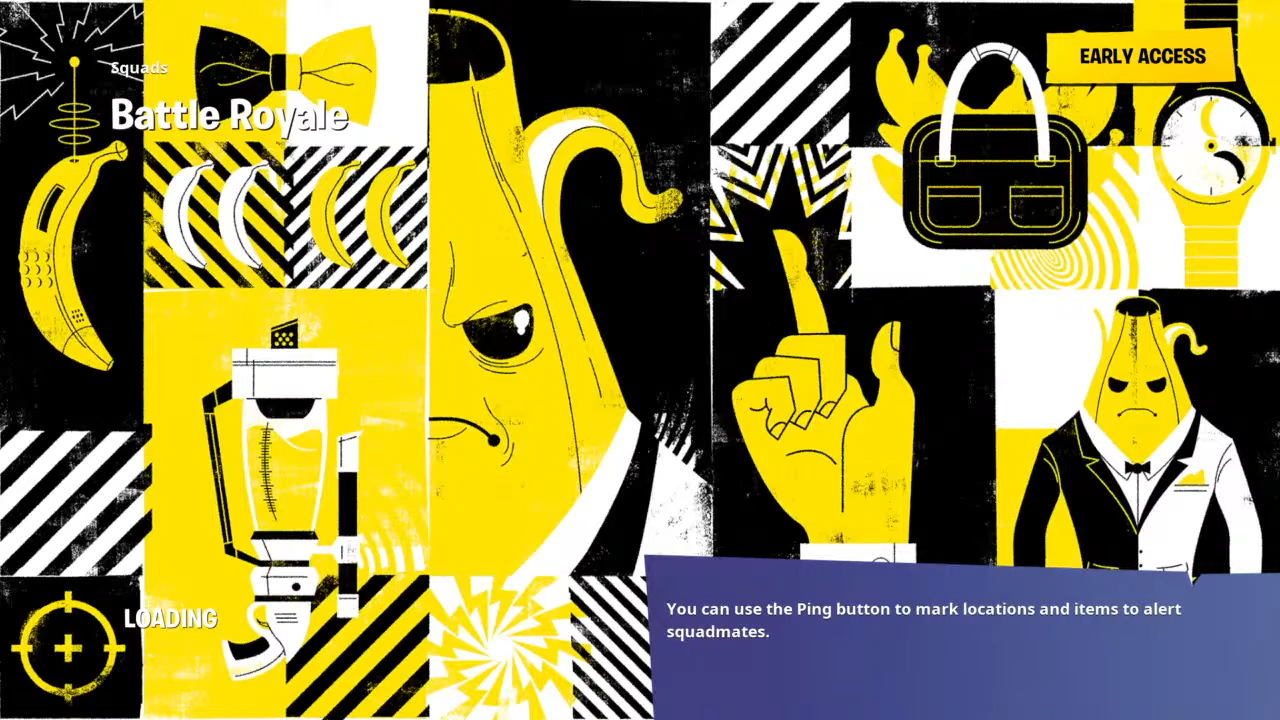 Squads
Battle Royale
EARLY ACCESS
LOADING
You can use the Ping button to mark locations and items to alert
squadmates.